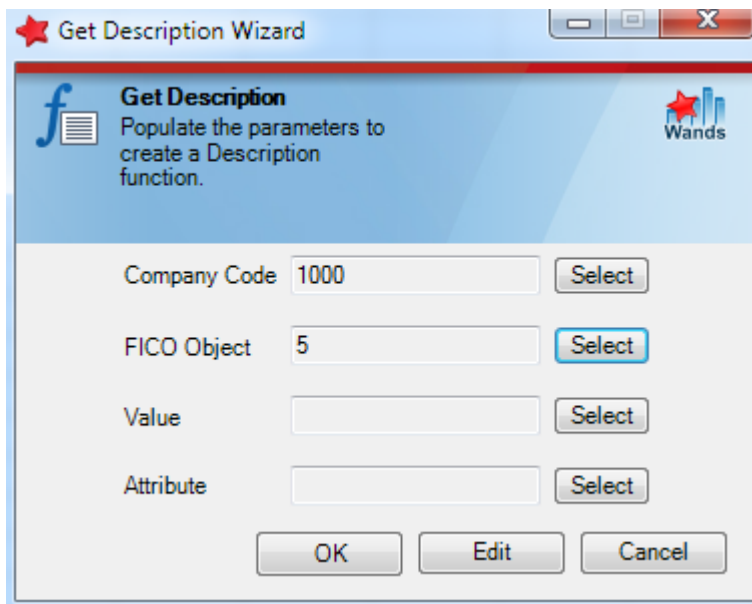 Get Description Wizard
Get Description
Populate the parameters to
create a Description
function.
Wands
Company Code 1000 Select
FICO Object 5 Select
Value Select
Attribute Select
OK Edit Cancel